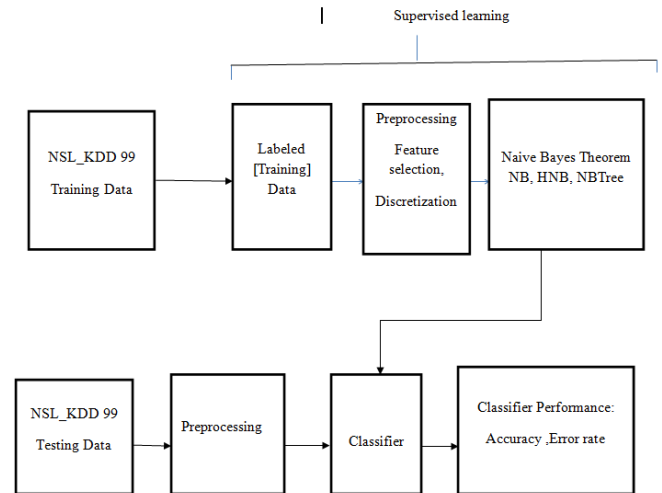 Supervised learning
NSL_KDD 99
Training Data
Labeled
[Training]
Data
Preprocessing
Feature
selection,
Discretization
Naive Bayes Theorem
NB, HNB, NBTree
NSL_KDD 99
Testing Data
Preprocessing
Classifier
Classifier Performance:
Accuracy ,Error rate